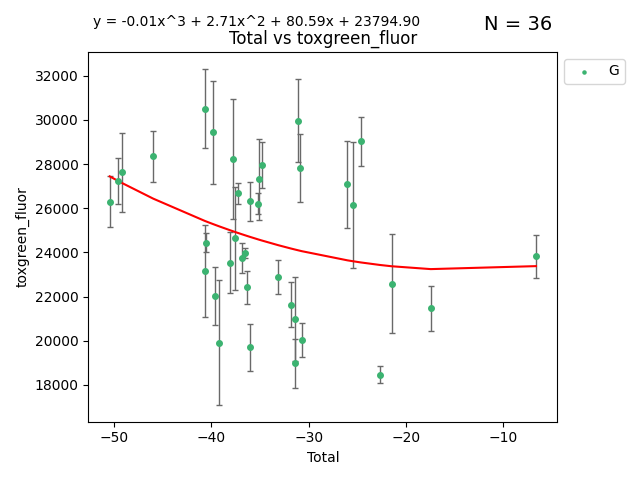 y = -0.01x^3 + 2.71x^2 + 80.59x + 23794.90
N = 36
Total vs toxgreen_fluor
G
32000
30000
28000
26000
24000
22000
20000
18000
toxgreen_fluor
−50 −40 −30 −20 −10
Total